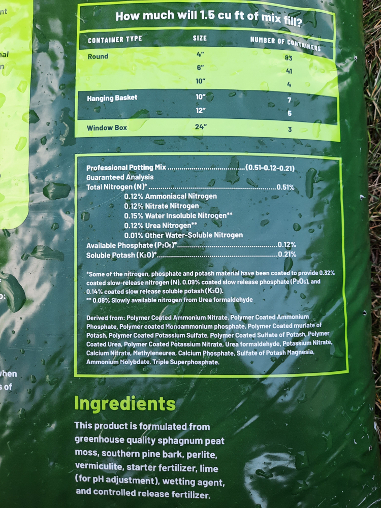 How much will 1.5 cu ft of mix fill?
CONTAINER TYPE SIZE NUMBER OF CONTAINERS
Round 4" 83
6" 41
10" 4
Hanging Basket 10" 7
12" 5
Window Box 24" 3
Professional Potting Mix (0.51-0.12-0.21)
Guaranteed Analysis
Total Nitrogen (N)* 0.51%
0.12% Ammoniacal Nitrogen
0.12% Nitrate Nitrogen
0.15% Water Insoluble Nitrogen**
0.12% Urea Nitrogen**
0.01% Other Water-Soluble Nitrogen
Available Phosphate (P₂O₅)* 0.12%
Soluble Potash (K₂O)* 0.21%
*Some of the nitrogen, phosphate and potash material have been coated to provide 0.32%
coated slow-release nitrogen (N), 0.09% coated slow release phosphate (P₂O₅), and
0.14% coated slow release soluble potash (K₂O).
** 0.08% Slowly available nitrogen from Urea formaldehyde
Derived from: Polymer Coated Ammonium Nitrate, Polymer Coated Ammonium
Phosphate, Polymer coated Monoammonium phosphate, Polymer Coated muriate of
Potash, Polymer Coated Potassium Sulfate, Polymer Coated Sulfate of Potash, Polymer
Coated Urea, Polymer Coated Potassium Nitrate, Urea formaldehyde, Potassium Nitrate,
Calcium Nitrate, Methyleneurea, Calcium Phosphate, Sulfate of Potash Magnesia,
Ammonium Molybdate, Triple Superphosphate.
Ingredients
This product is formulated from
greenhouse quality sphagnum peat
moss, southern pine bark, perlite,
vermiculite, starter fertilizer, lime
(for pH adjustment), wetting agent,
and controlled release fertilizer.